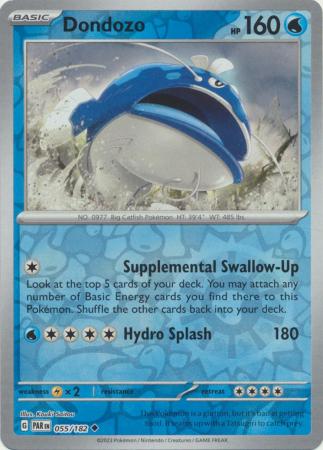 BASIC
Dondozo
HP 160
NO. 0977 Big Catfish Pokémon HT: 39'4" WT: 485 lbs.
Supplemental Swallow-Up
Look at the top 5 cards of your deck. You may attach
any number of Basic Energy cards you find there to this
Pokémon. Shuffle the other cards back into your deck.
Hydro Splash 180
weakness ×2 resistance retreat
Illus. Kouki Saitou
G PAR EN 055/182
This Pokémon is a glutton, but it's bad at getting
food. It teams up with a Tatsugiri to catch prey.
©2023 Pokémon / Nintendo / Creatures / GAME FREAK